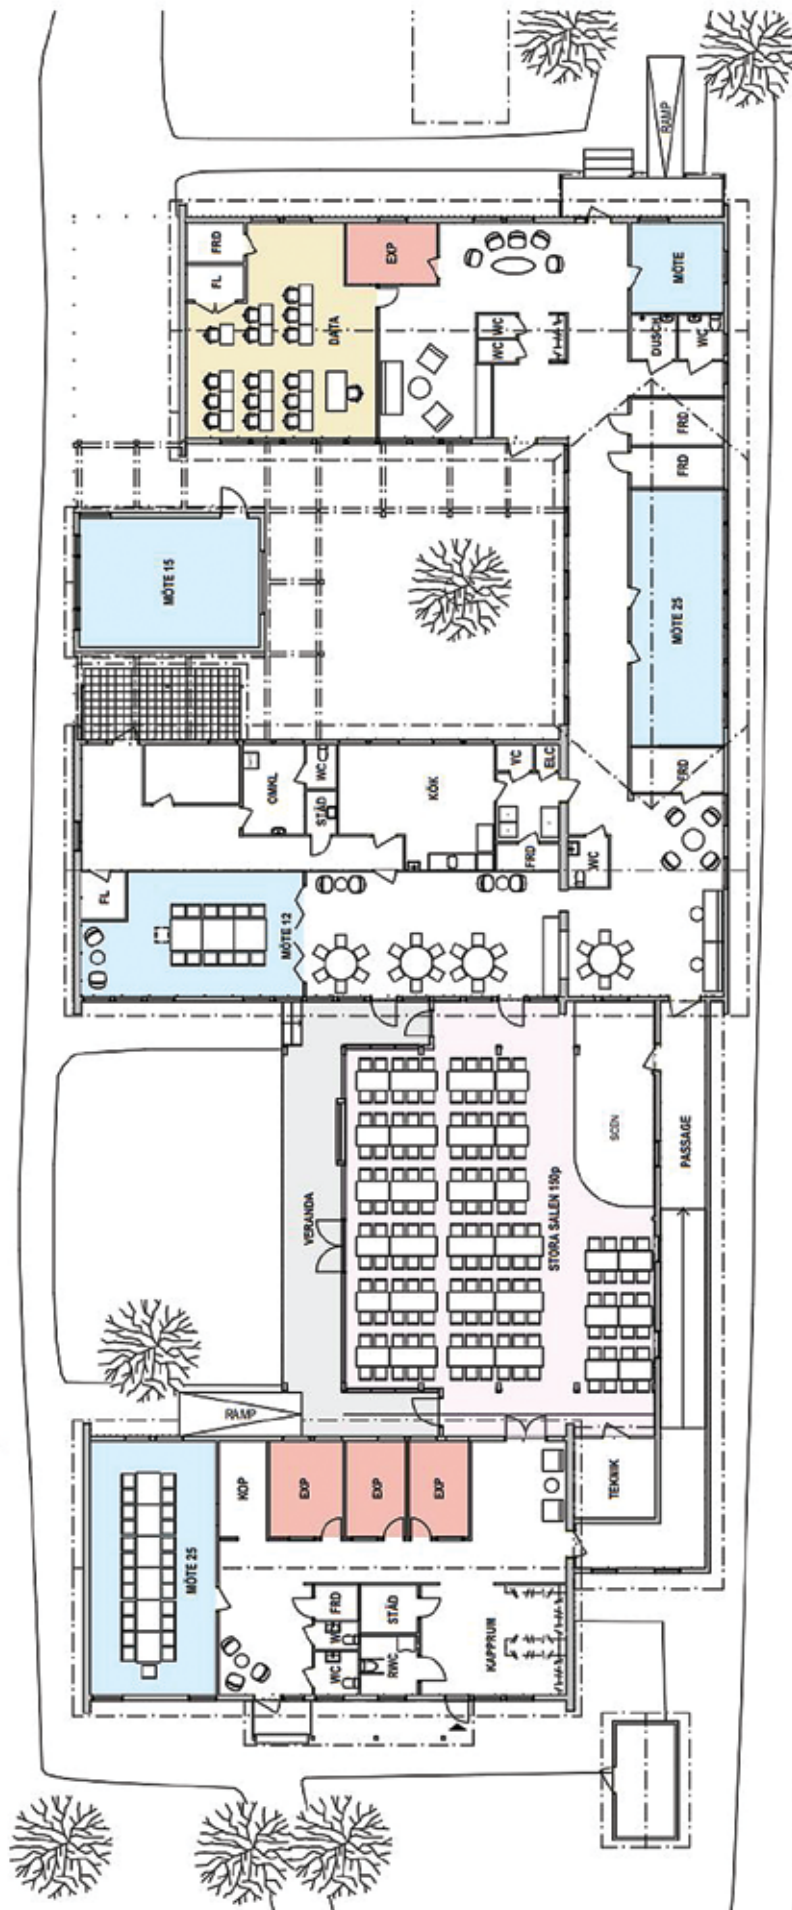 RAMP
FRD
FL
EXP
DATA
MÖTE
WC
WC
DUSCH
WC
FRD
FRD
MÖTE 15
MÖTE 25
OMKL
WC
STÄD
KÖK
ELC
FRD
FRD
WC
FL
MÖTE 12
VERANDA
STORA SALEN 150p
SCEN
PASSAGE
RAMP
MÖTE 25
KOP
EXP
EXP
EXP
TEKNIK
FRD
WC
STÄD
RWC
KAPPRUM